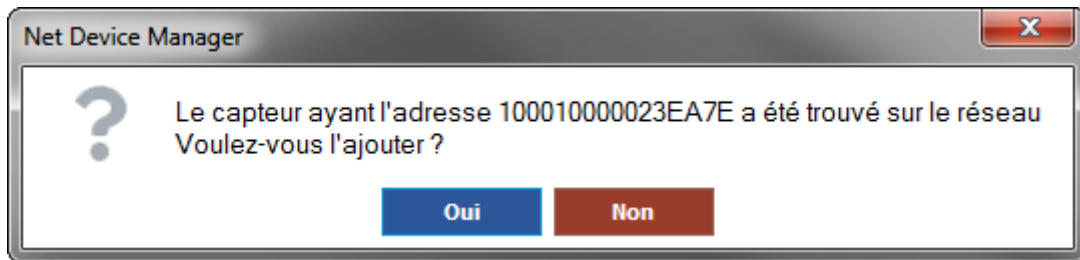 Net Device Manager
Le capteur ayant l'adresse 100010000023EA7E a été trouvé sur le réseau
Voulez-vous l'ajouter ?
Oui Non